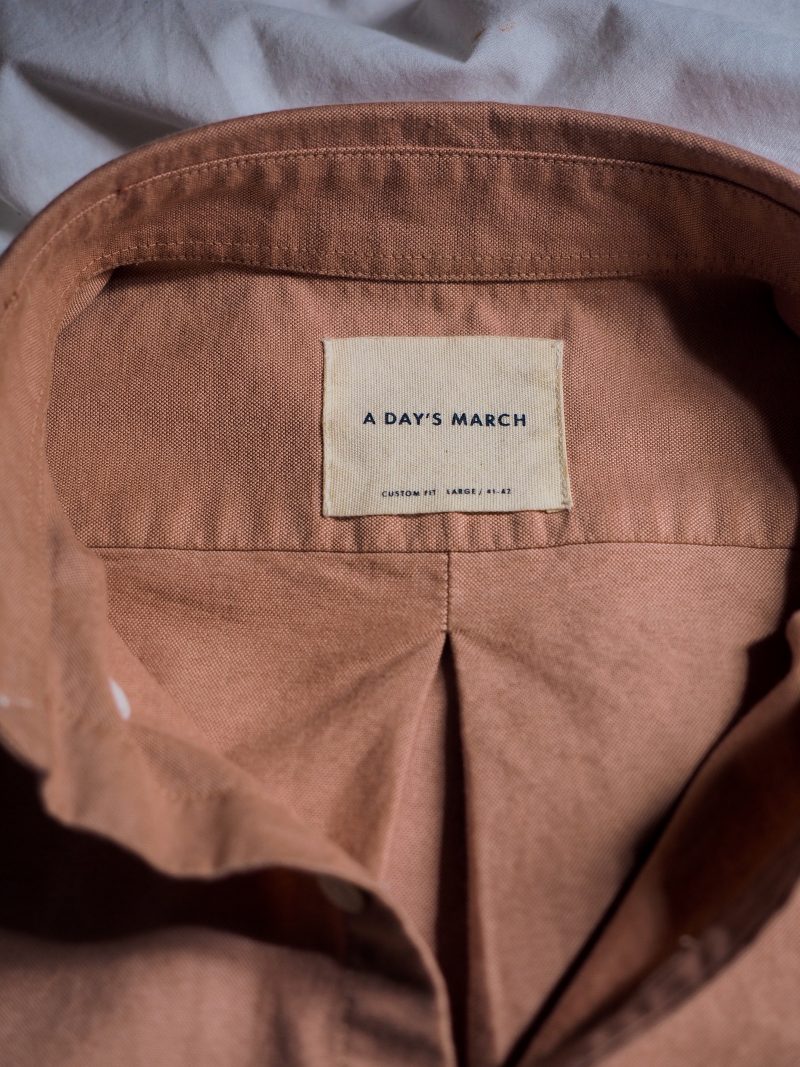 A DAY'S MARCH
CUSTOM FIT LARGE / 41-42